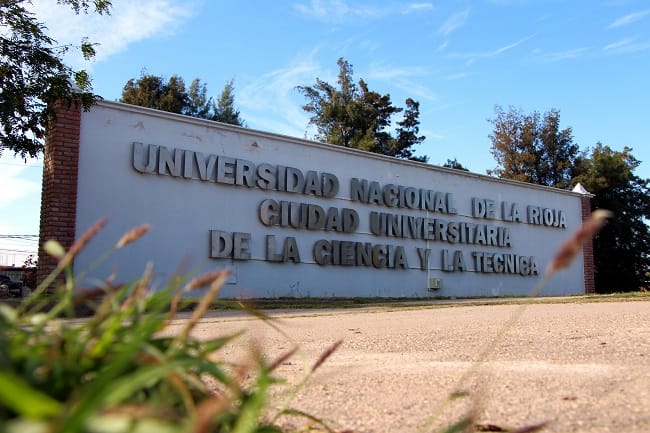 UNIVERSIDAD NACIONAL DE LA RIOJA
CIUDAD UNIVERSITARIA
DE LA CIENCIA Y LA TECNICA